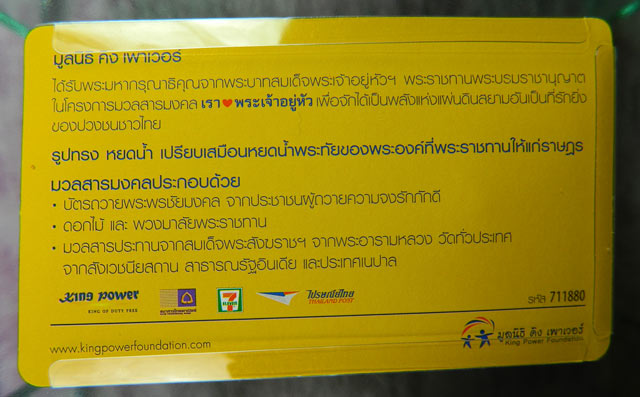 มูลนิธิ คิง เพาเวอร์
ได้รับพระมหากรุณาธิคุณจากพระบาทสมเด็จพระเจ้าอยู่หัวฯ พระราชทานพระบรมราชานุญาต
ในโครงการมวลสารมงคล เรา❤พระเจ้าอยู่หัว เพื่อจักได้เป็นพลังแห่งแผ่นดินสยามอันเป็นที่รักยิ่ง
ของปวงชนชาวไทย
รูปทรง หยดน้ำ เปรียบเสมือนหยดน้ำพระทัยของพระองค์ที่พระราชทานให้แก่ราษฎร
มวลสารมงคลประกอบด้วย
• บัตรถวายพระพรชัยมงคล จากประชาชนผู้ถวายความจงรักภักดี
• ดอกไม้ และ พวงมาลัยพระราชทาน
• มวลสารประทานจากสมเด็จพระสังฆราชฯ จากพระอารามหลวง วัดทั่วประเทศ
จากสังเวชนียสถาน สาธารณรัฐอินเดีย และประเทศเนปาล
King Power
KING OF DUTY FREE
7 ELEVEN
ไปรษณีย์ไทย
THAILAND POST
รหัส 711880
www.kingpowerfoundation.com
มูลนิธิ คิง เพาเวอร์
King Power Foundation